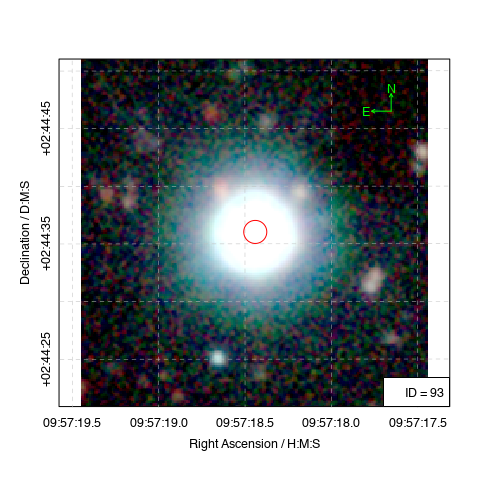 N
E
+02:44:45
+02:44:35
+02:44:25
Declination / D:M:S
ID = 93
09:57:19.5 09:57:19.0 09:57:18.5 09:57:18.0 09:57:17.5
Right Ascension / H:M:S